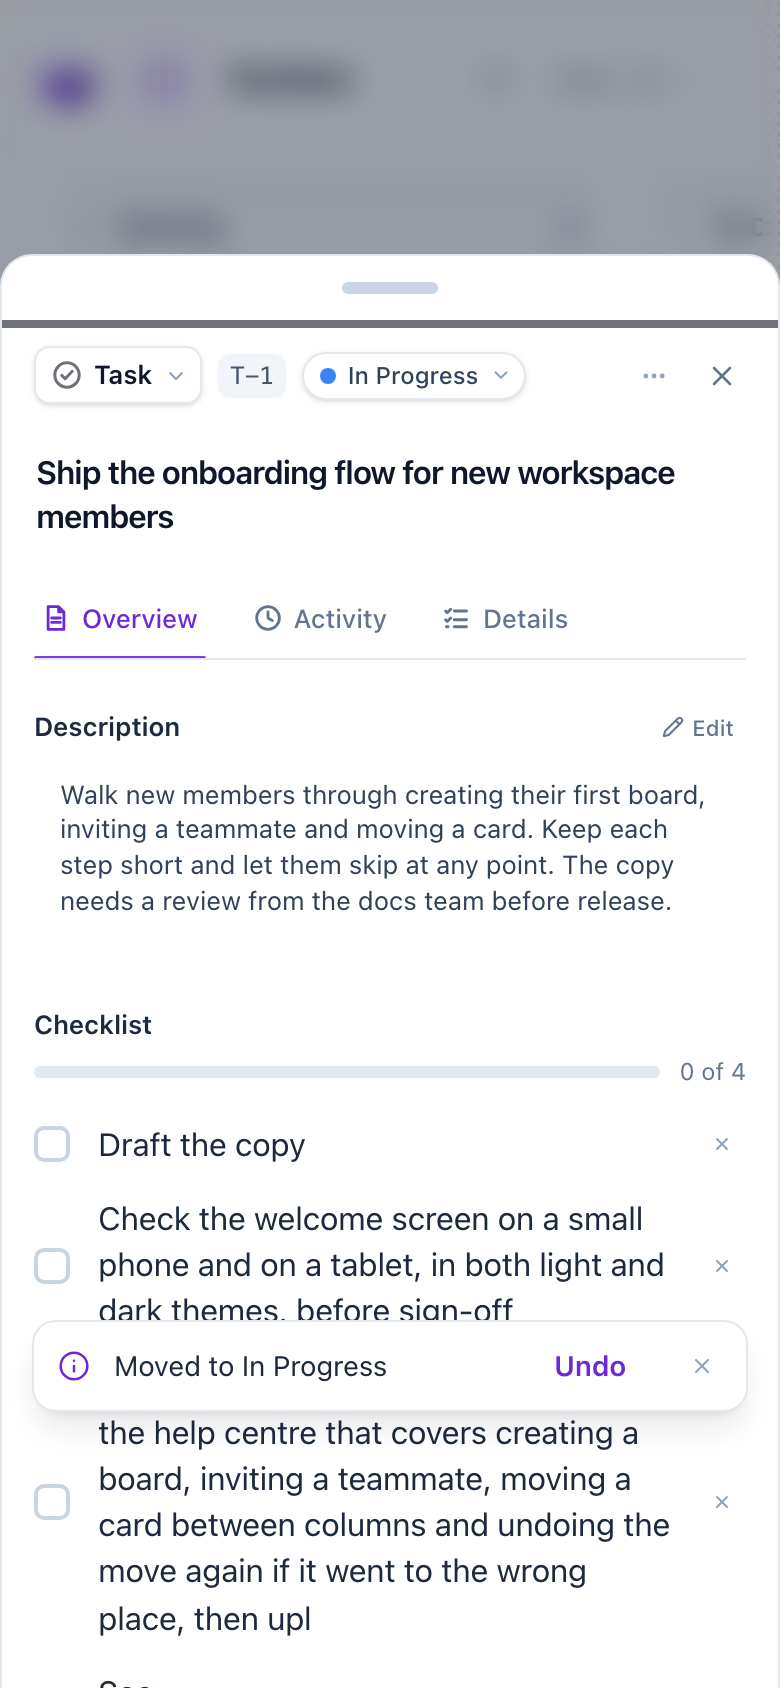 Task
T-1
In Progress
Ship the onboarding flow for new workspace
members
Overview
Activity
Details
Description
Edit
Walk new members through creating their first board,
inviting a teammate and moving a card. Keep each
step short and let them skip at any point. The copy
needs a review from the docs team before release.
Checklist
0 of 4
Draft the copy
Check the welcome screen on a small
phone and on a tablet, in both light and
dark themes, before sign-off
Moved to In Progress
Undo
the help centre that covers creating a
board, inviting a teammate, moving a
card between columns and undoing the
move again if it went to the wrong
place, then upl